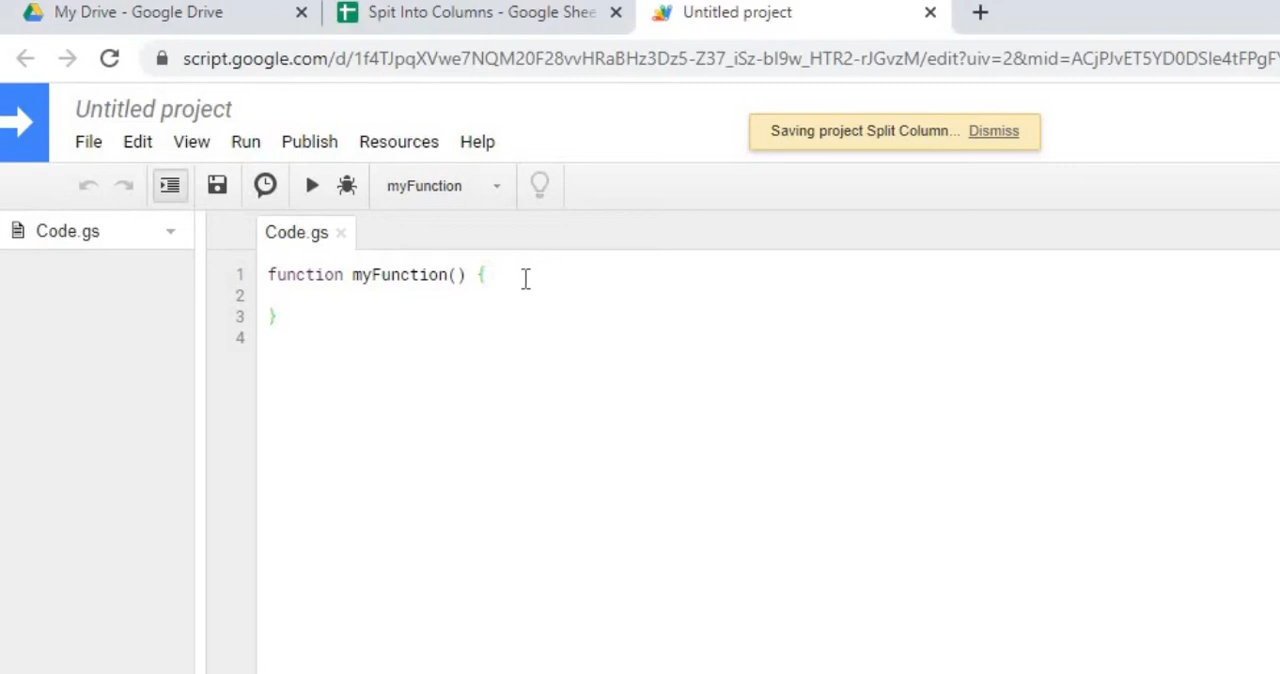 My Drive - Google Drive
Spit Into Columns - Google Shee
Untitled project
script.google.com/d/1f4TJpqXVwe7NQM20F28vvHRaBHz3Dz5-Z37_iSz-bl9w_HTR2-rJGvzM/edit?uiv=2&mid=ACjPJvET5YD0DSle4tFPgF
Untitled project
File Edit View Run Publish Resources Help
Saving project Split Column... Dismiss
myFunction
Code.gs
Code.gs
1 function myFunction() {
2
3 }
4